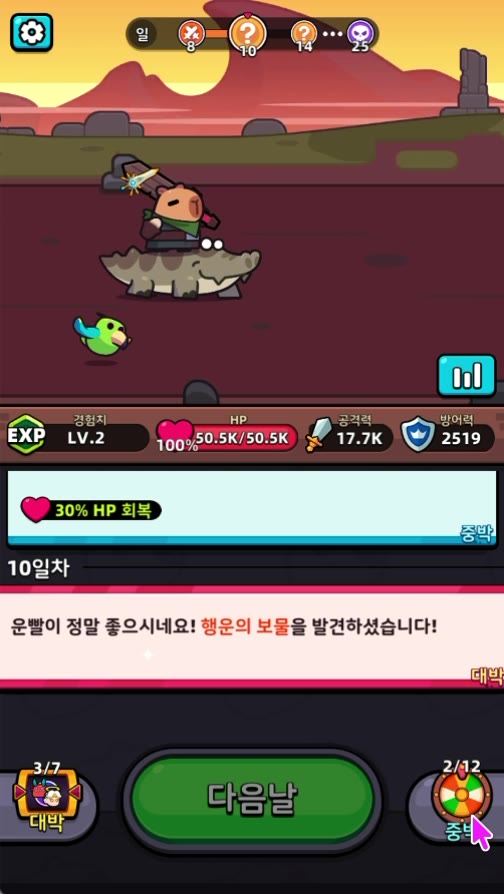 일
8
10
14
25
경험치
EXP
LV.2
HP
100%
50.5K/50.5K
공격력
17.7K
방어력
2519
30% HP 회복
중박
10일차
운빨이 정말 좋으시네요! 행운의 보물을 발견하셨습니다!
대박
3/7
대박
다음날
2/12
중박